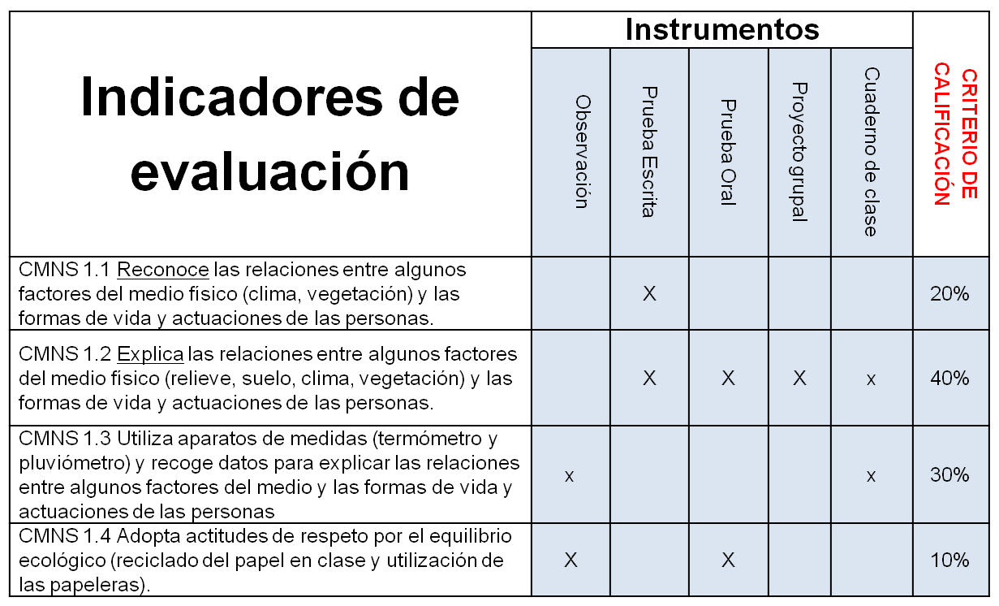 Indicadores de
evaluación
Instrumentos
Observación
Prueba Escrita
Prueba Oral
Proyecto grupal
Cuaderno de clase
CRITERIO DE
CALIFICACIÓN
CMNS 1.1 Reconoce las relaciones entre algunos
factores del medio físico (clima, vegetación) y las
formas de vida y actuaciones de las personas.
X
20%
CMNS 1.2 Explica las relaciones entre algunos factores
del medio físico (relieve, suelo, clima, vegetación) y las
formas de vida y actuaciones de las personas.
X X X x
40%
CMNS 1.3 Utiliza aparatos de medidas (termómetro y
pluviómetro) y recoge datos para explicar las relaciones
entre algunos factores del medio y las formas de vida y
actuaciones de las personas
x x
30%
CMNS 1.4 Adopta actitudes de respeto por el equilibrio
ecológico (reciclado del papel en clase y utilización de
las papeleras).
X X
10%